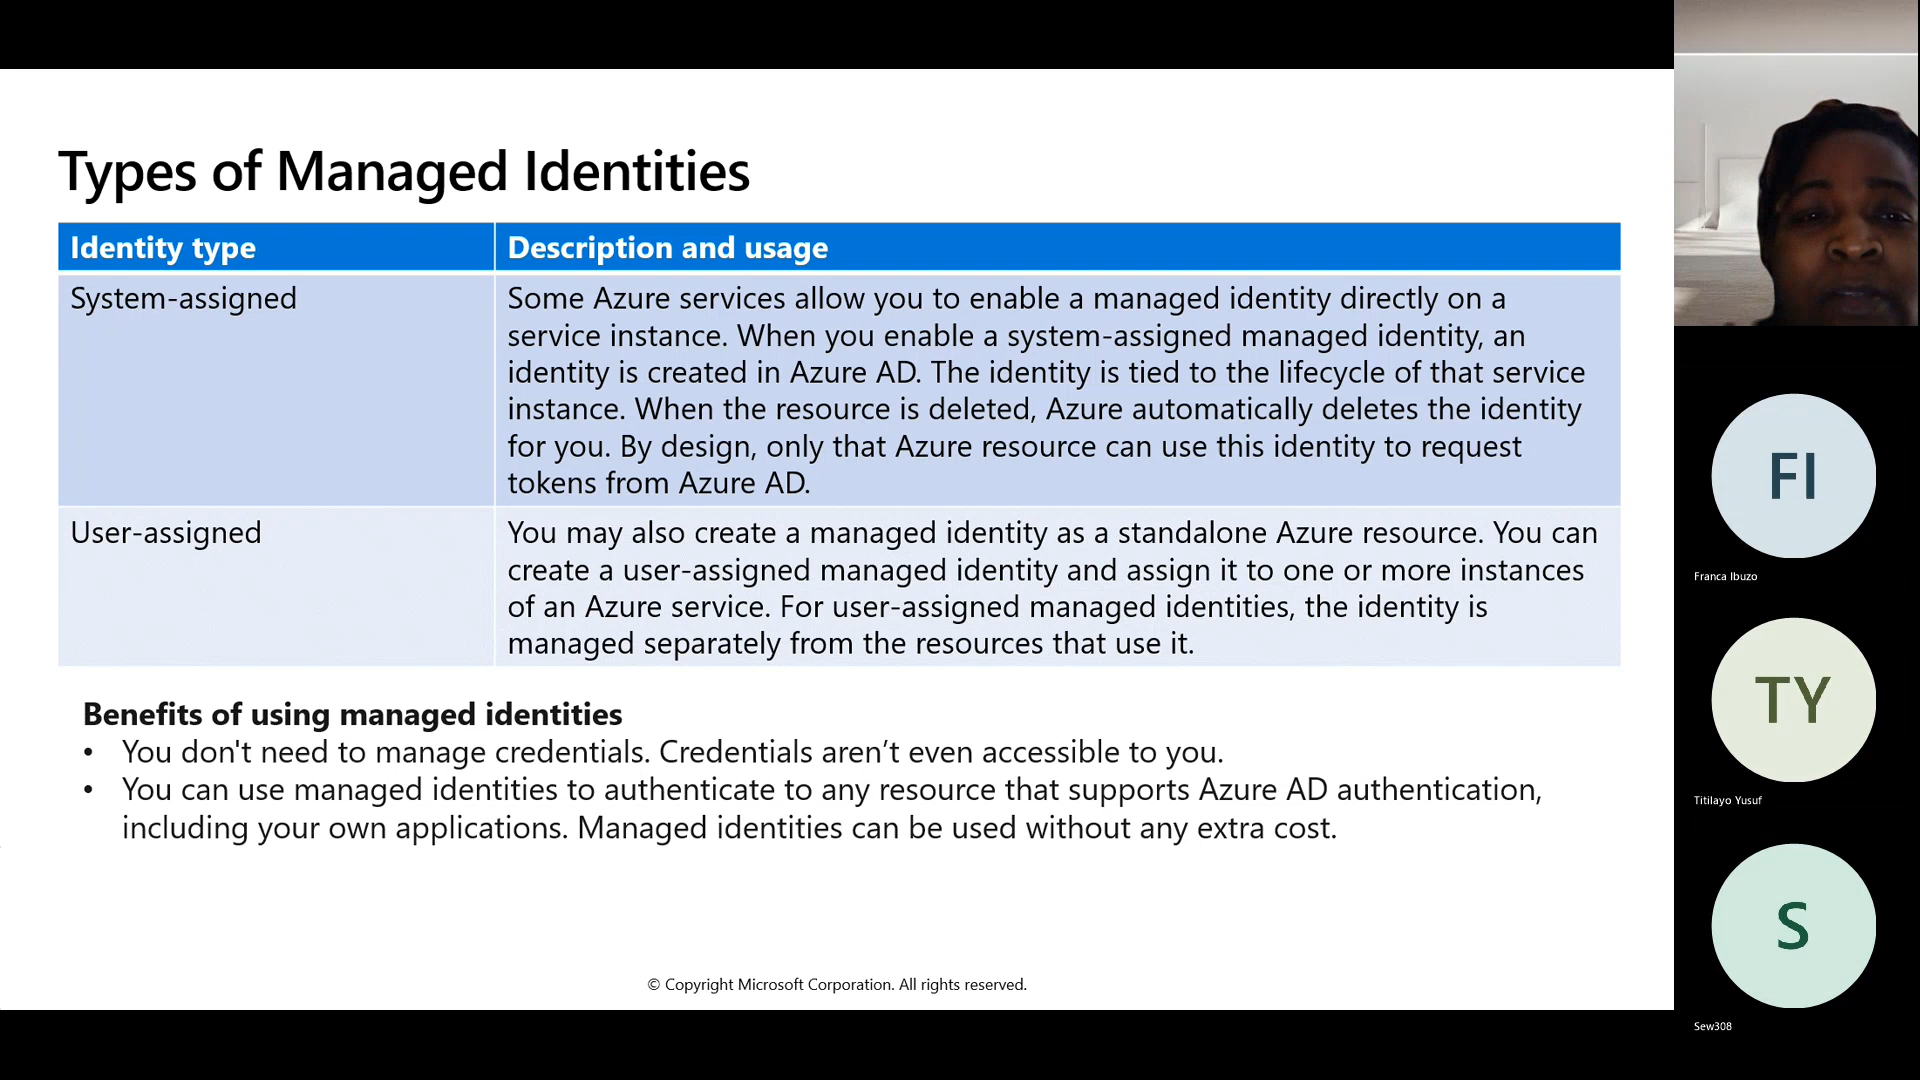 Types of Managed Identities
Identity type
Description and usage
System-assigned
Some Azure services allow you to enable a managed identity directly on a
service instance. When you enable a system-assigned managed identity, an
identity is created in Azure AD. The identity is tied to the lifecycle of that service
instance. When the resource is deleted, Azure automatically deletes the identity
for you. By design, only that Azure resource can use this identity to request
tokens from Azure AD.
User-assigned
You may also create a managed identity as a standalone Azure resource. You can
create a user-assigned managed identity and assign it to one or more instances
of an Azure service. For user-assigned managed identities, the identity is
managed separately from the resources that use it.
Benefits of using managed identities
• You don't need to manage credentials. Credentials aren’t even accessible to you.
• You can use managed identities to authenticate to any resource that supports Azure AD authentication,
including your own applications. Managed identities can be used without any extra cost.
© Copyright Microsoft Corporation. All rights reserved.
FI
Franca Ibuzo
TY
Titilayo Yusuf
S
Sew308